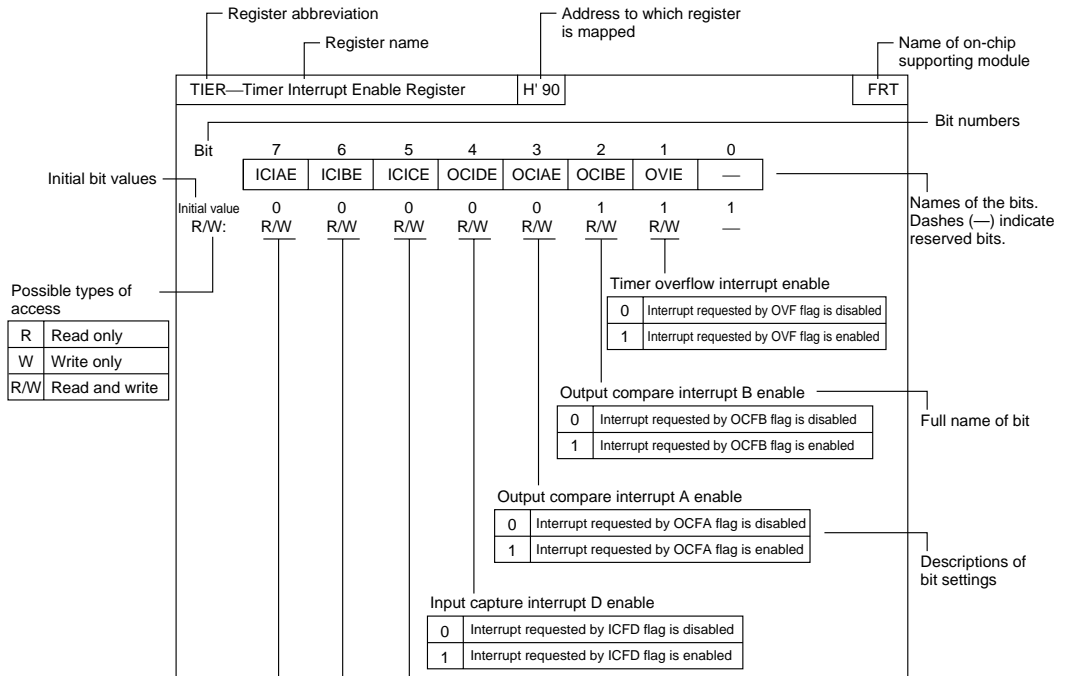 Register abbreviation
Register name
Address to which register
is mapped
Name of on-chip
supporting module
TIER—Timer Interrupt Enable Register
H' 90
FRT
Bit numbers
Bit 7 6 5 4 3 2 1 0
ICIAE ICIBE ICICE OCIDE OCIAE OCIBE OVIE —
Initial bit values
Initial value 0 0 0 0 0 1 1 1
R/W: R/W R/W R/W R/W R/W R/W R/W —
Names of the bits.
Dashes (—) indicate
reserved bits.
Possible types of
access
R Read only
W Write only
R/W Read and write
Timer overflow interrupt enable
0 Interrupt requested by OVF flag is disabled
1 Interrupt requested by OVF flag is enabled
Output compare interrupt B enable
0 Interrupt requested by OCFB flag is disabled
1 Interrupt requested by OCFB flag is enabled
Full name of bit
Output compare interrupt A enable
0 Interrupt requested by OCFA flag is disabled
1 Interrupt requested by OCFA flag is enabled
Descriptions of
bit settings
Input capture interrupt D enable
0 Interrupt requested by ICFD flag is disabled
1 Interrupt requested by ICFD flag is enabled